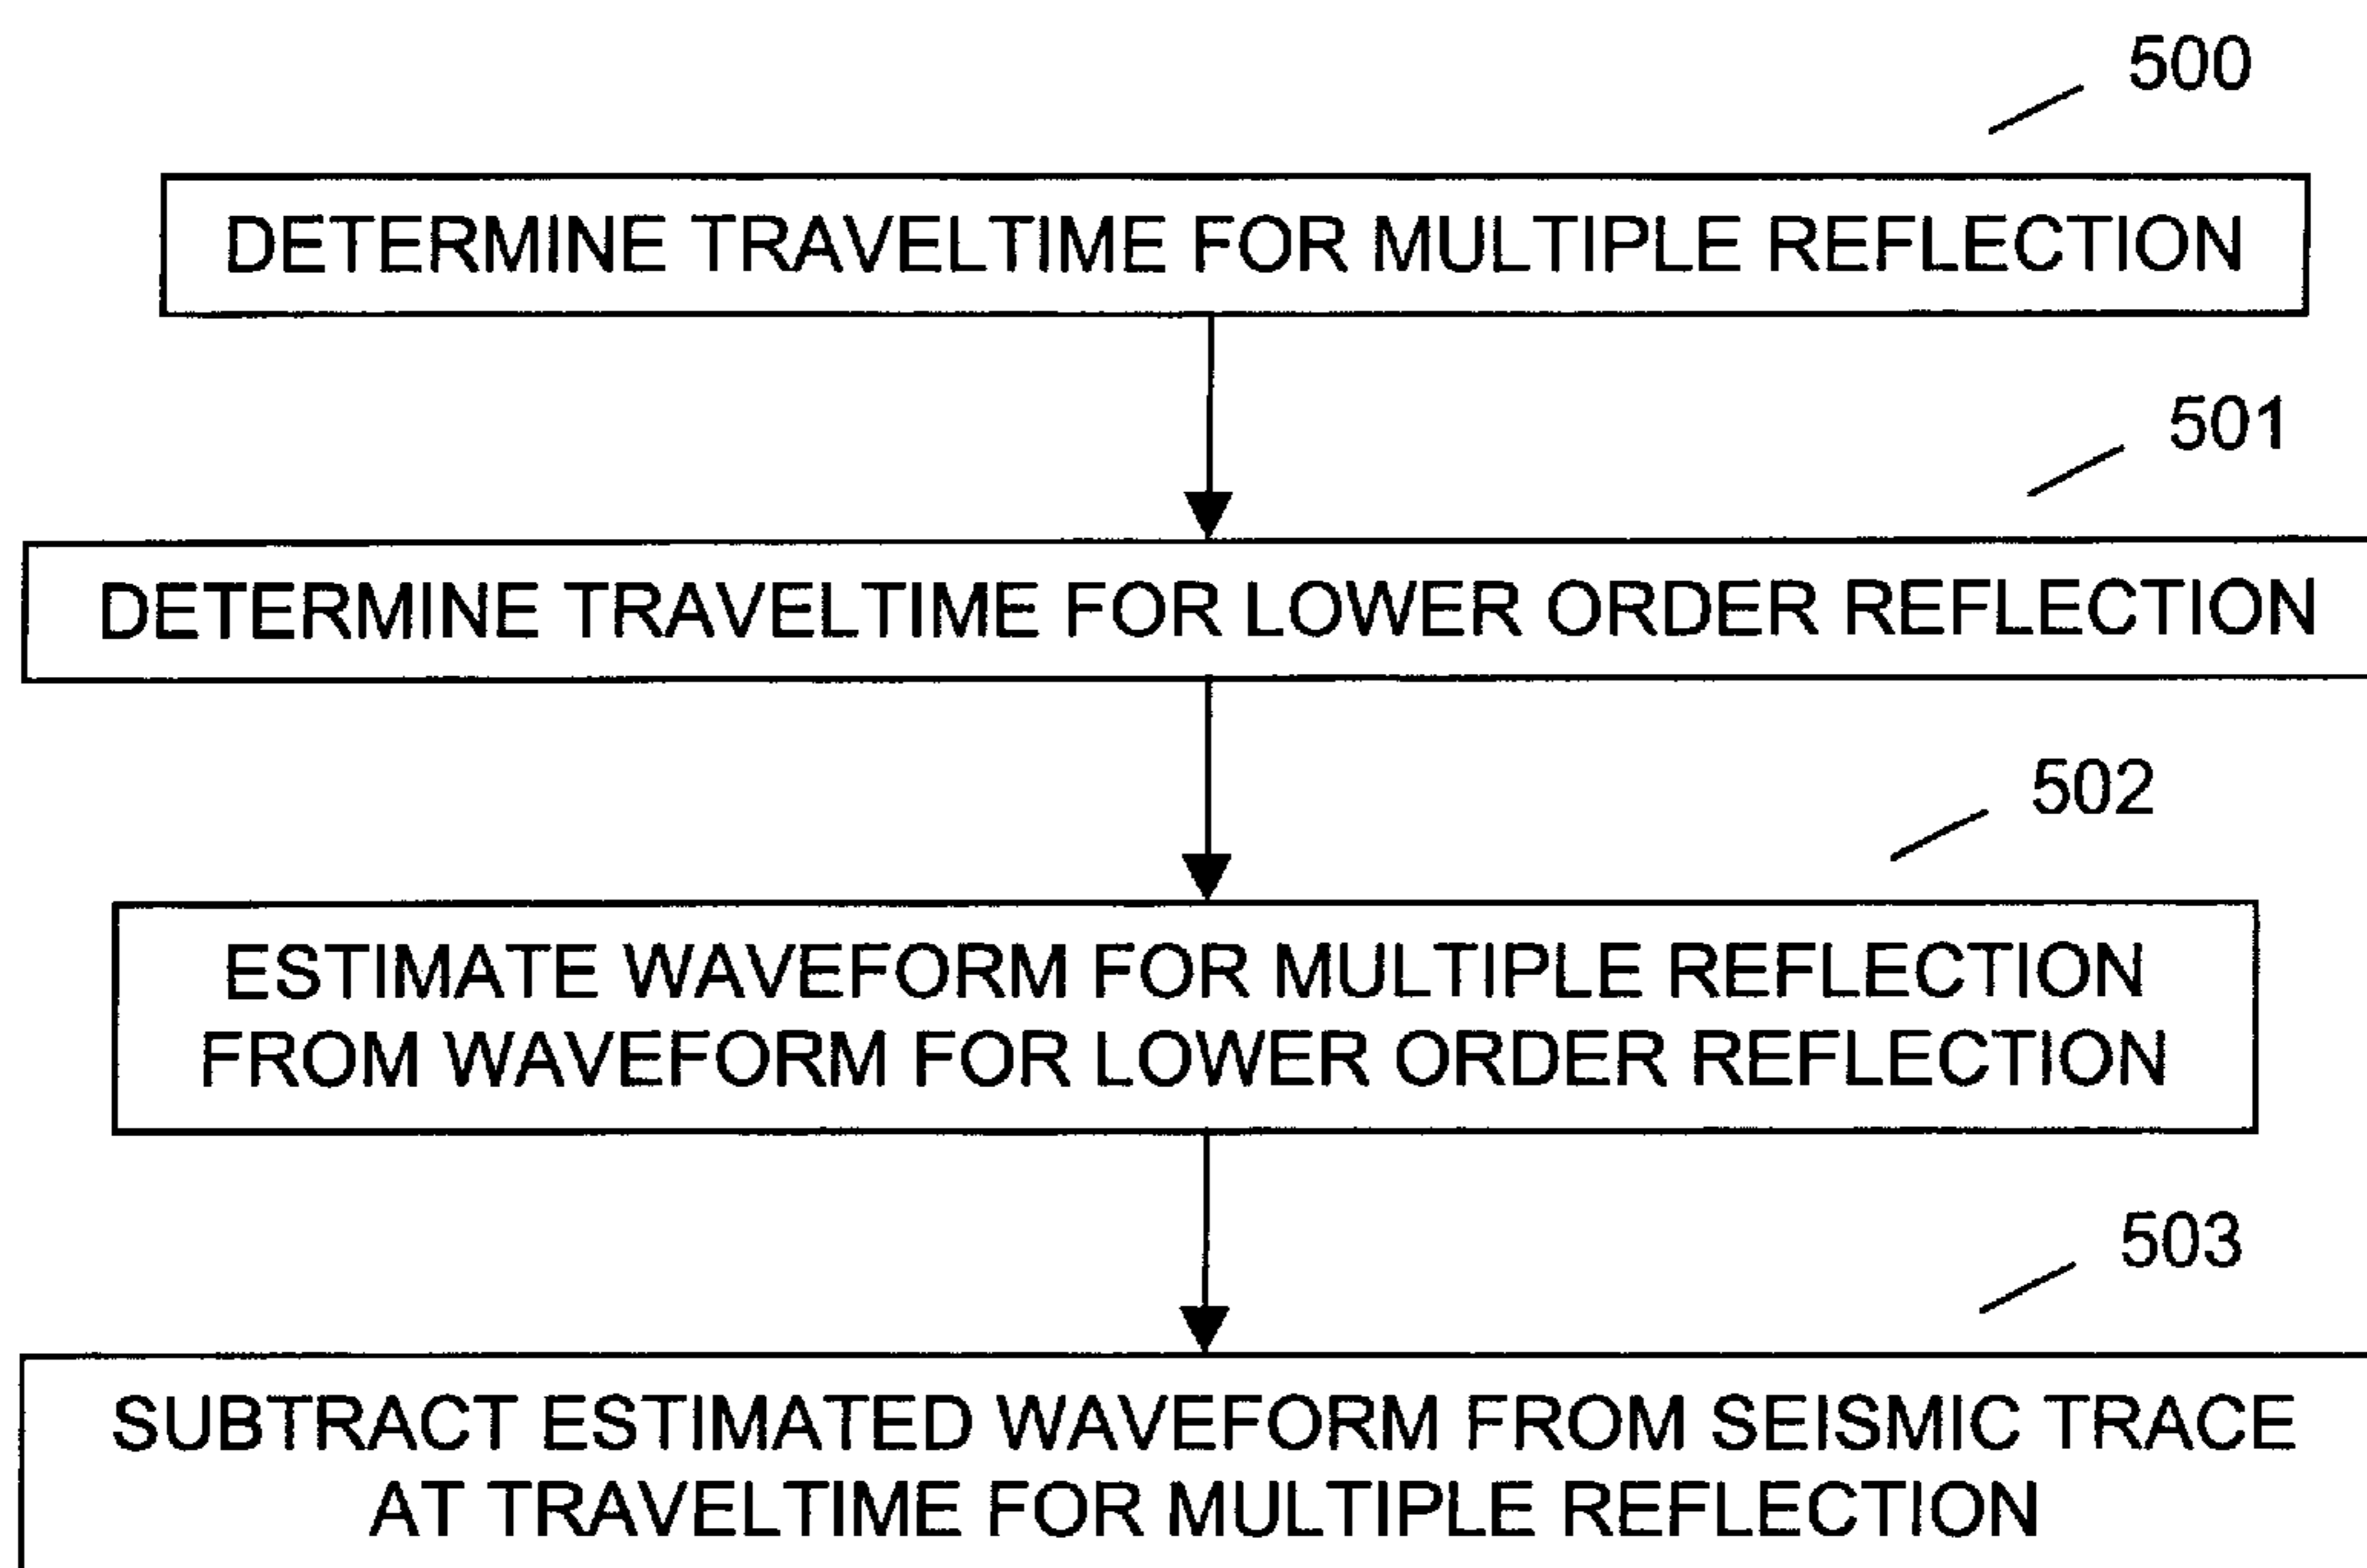 500
DETERMINE TRAVELTIME FOR MULTIPLE REFLECTION
501
DETERMINE TRAVELTIME FOR LOWER ORDER REFLECTION
502
ESTIMATE WAVEFORM FOR MULTIPLE REFLECTION
FROM WAVEFORM FOR LOWER ORDER REFLECTION
503
SUBTRACT ESTIMATED WAVEFORM FROM SEISMIC TRACE
AT TRAVELTIME FOR MULTIPLE REFLECTION